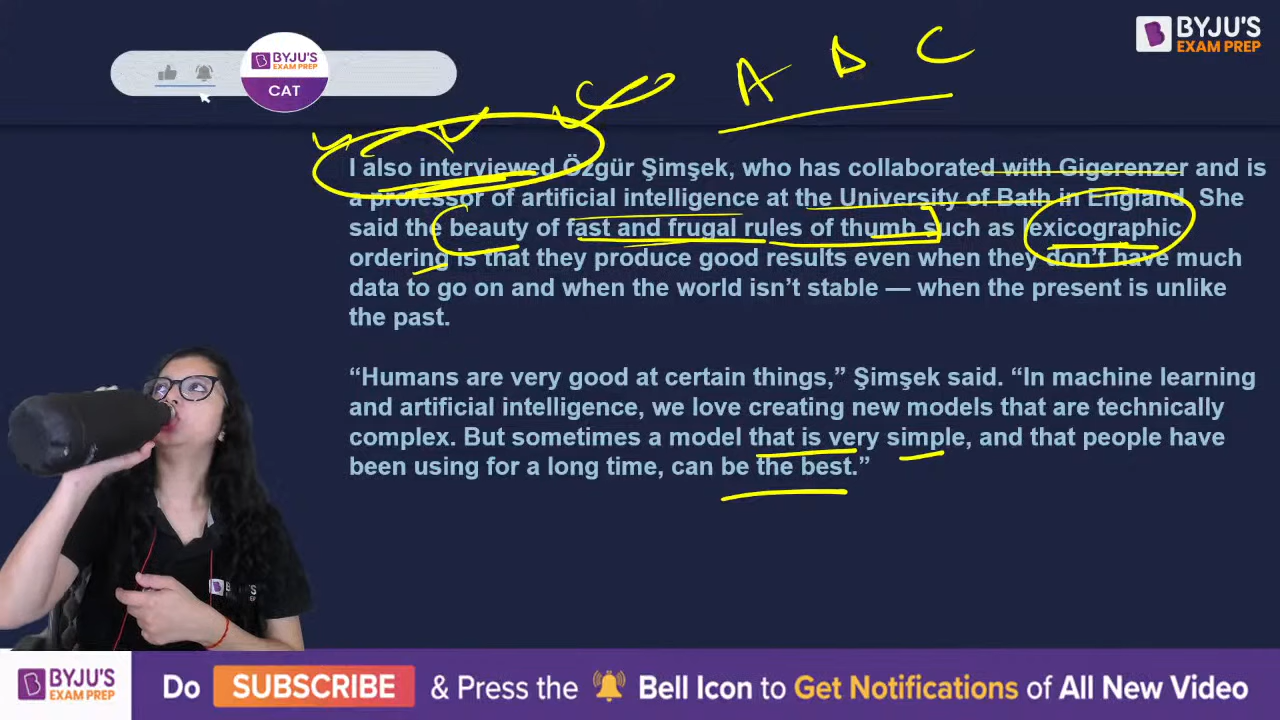 BYJU'S
EXAM PREP
CAT
BYJU'S
EXAM PREP
A B C
I also interviewed Özgür Şimşek, who has collaborated with Gigerenzer and is
a professor of artificial intelligence at the University of Bath in England. She
said the beauty of fast and frugal rules of thumb such as lexicographic
ordering is that they produce good results even when they don't have much
data to go on and when the world isn't stable — when the present is unlike
the past.
“Humans are very good at certain things,” Şimşek said. “In machine learning
and artificial intelligence, we love creating new models that are technically
complex. But sometimes a model that is very simple, and that people have
been using for a long time, can be the best.”
BYJU'S
EXAM PREP
Do SUBSCRIBE & Press the Bell Icon to Get Notifications of All New Video